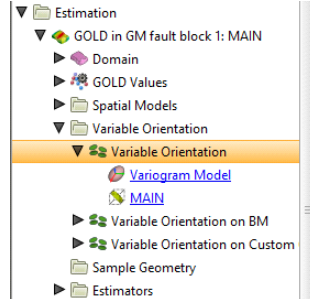 Estimation
GOLD in GM fault block 1: MAIN
Domain
GOLD Values
Spatial Models
Variable Orientation
Variable Orientation
Variogram Model
MAIN
Variable Orientation on BM
Variable Orientation on Custom
Sample Geometry
Estimators